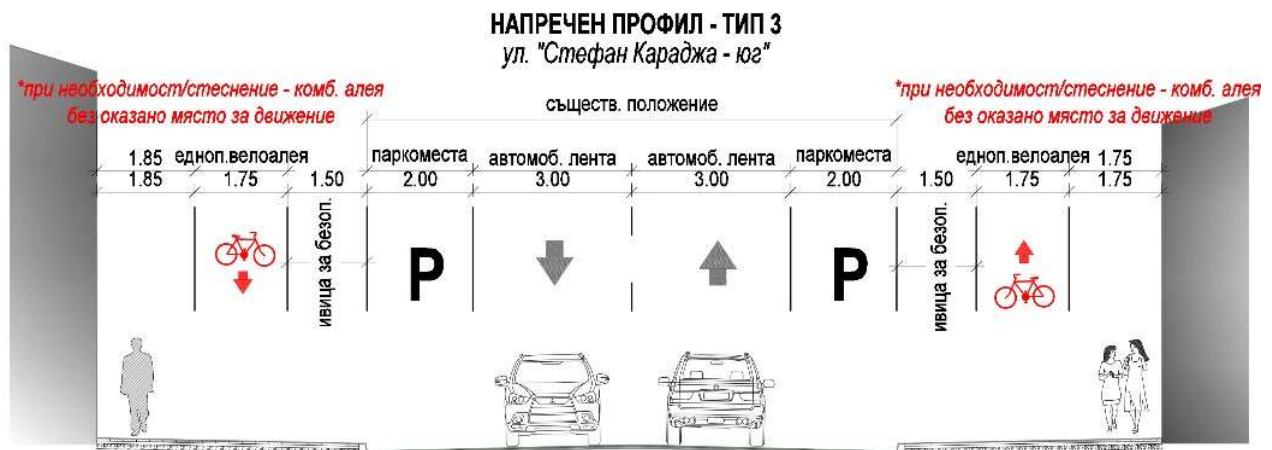 НАПРЕЧЕН ПРОФИЛ - ТИП 3
ул. "Стефан Караджа - юг"
*при необходимост/стеснение - комб. алея
без оказано място за движение
*при необходимост/стеснение - комб. алея
без оказано място за движение
съществ. положение
1.85 едноп.велоалея паркоместа автомоб. лента автомоб. лента паркоместа едноп.велоалея 1.75
1.85 1.75 1.50 2.00 3.00 3.00 2.00 1.50 1.75 1.75
ивица за безоп.
P
P
ивица за безоп.